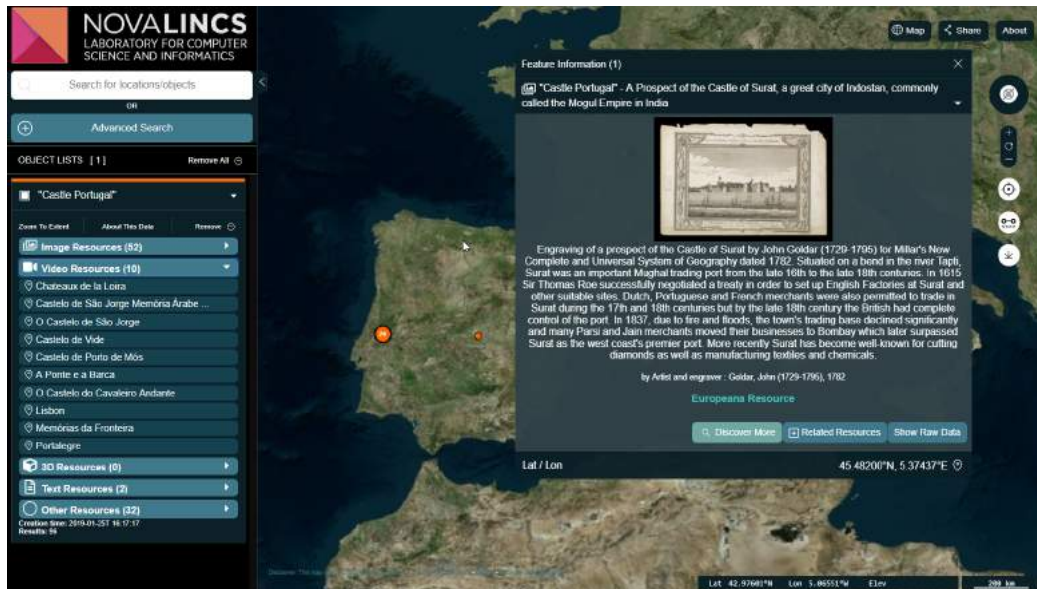 NOVALINCS
LABORATORY FOR COMPUTER
SCIENCE AND INFORMATICS
Search for locations/objects
OR
Advanced Search
OBJECT LISTS [1]
Remove All
"Castle Portugal"
Zoom To Extent
About This Data
Remove
Image Resources (52)
Video Resources (10)
Chateaux de la Loira
Castelo de São Jorge Memória Árabe ...
O Castelo de São Jorge
Castelo de Vide
Castelo de Porto de Mós
A Ponte e a Barca
O Castelo do Cavaleiro Andante
Lisbon
Memórias da Fronteira
Portalegre
3D Resources (0)
Text Resources (2)
Other Resources (32)
Creation time: 2019-01-25T 16:17:17
Results: 96
Map
Share
About
Feature Information (1)
"Castle Portugal" - A Prospect of the Castle of Surat, a great city of Indostan, commonly
called the Mogul Empire in India
Engraving of a prospect of the Castle of Surat by John Goldar (1729-1795) for Millar's New
Complete and Universal System of Geography dated 1782. Situated on a bend in the river Tapti,
Surat was an important Mughal trading port from the late 16th to the late 18th centuries. In 1615
Sir Thomas Roe successfully negotiated a treaty in order to set up English Factories at Surat and
other suitable sites. Dutch, Portuguese and French merchants were also permitted to trade in
Surat during the 17th and 18th centuries but by the late 18th century the British had complete
control of the port. In 1837, due to fire and floods, the town's trading base declined significantly
and many Parsi and Jain merchants moved their businesses to Bombay which later surpassed
Surat as the west coast's premier port. More recently Surat has become well-known for cutting
diamonds as well as manufacturing textiles and chemicals.
by Artist and engraver : Goldar, John (1729-1795), 1782
Europeana Resource
Discover More
Related Resources
Show Raw Data
Lat / Lon
45.48200°N, 5.37437°E
Lat 42.97601°N Lon 5.06551°W Elev
200 km